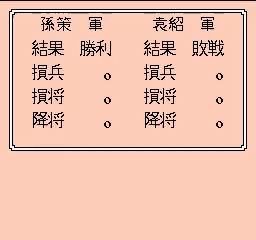 孫策 軍 袁紹 軍
結果 勝利 結果 敗戦
損兵 0 損兵 0
損将 0 損将 0
降将 0 降将 0